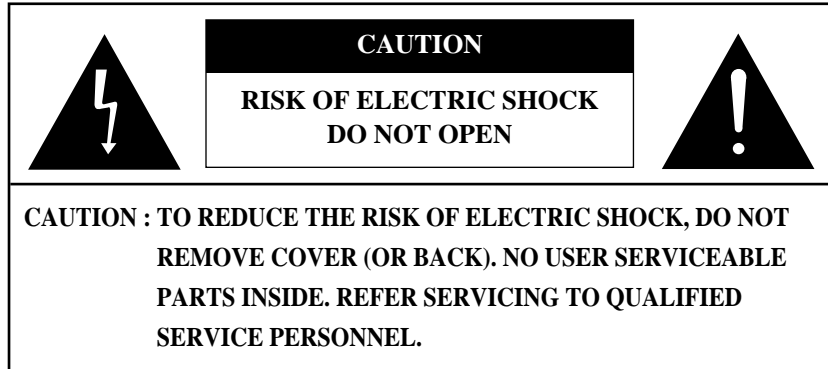 CAUTION
RISK OF ELECTRIC SHOCK
DO NOT OPEN
CAUTION : TO REDUCE THE RISK OF ELECTRIC SHOCK, DO NOT
REMOVE COVER (OR BACK). NO USER SERVICEABLE
PARTS INSIDE. REFER SERVICING TO QUALIFIED
SERVICE PERSONNEL.